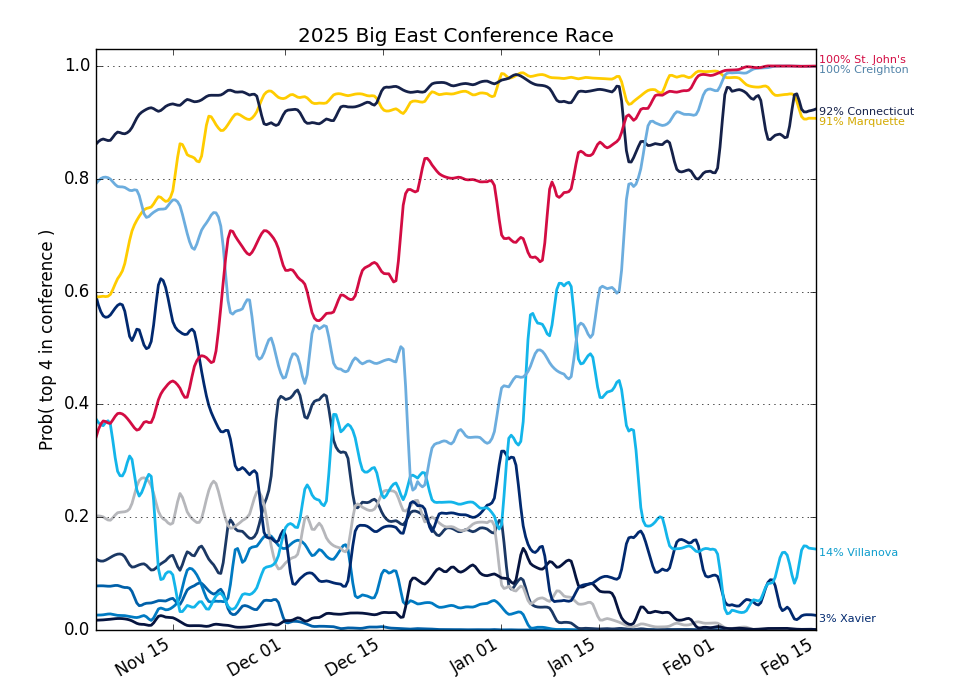 2025 Big East Conference Race
1.0
0.8
0.6
0.4
0.2
0.0
Prob( top 4 in conference )
100% St. John's
100% Creighton
92% Connecticut
91% Marquette
14% Villanova
3% Xavier
Nov 15
Dec 01
Dec 15
Jan 01
Jan 15
Feb 01
Feb 15